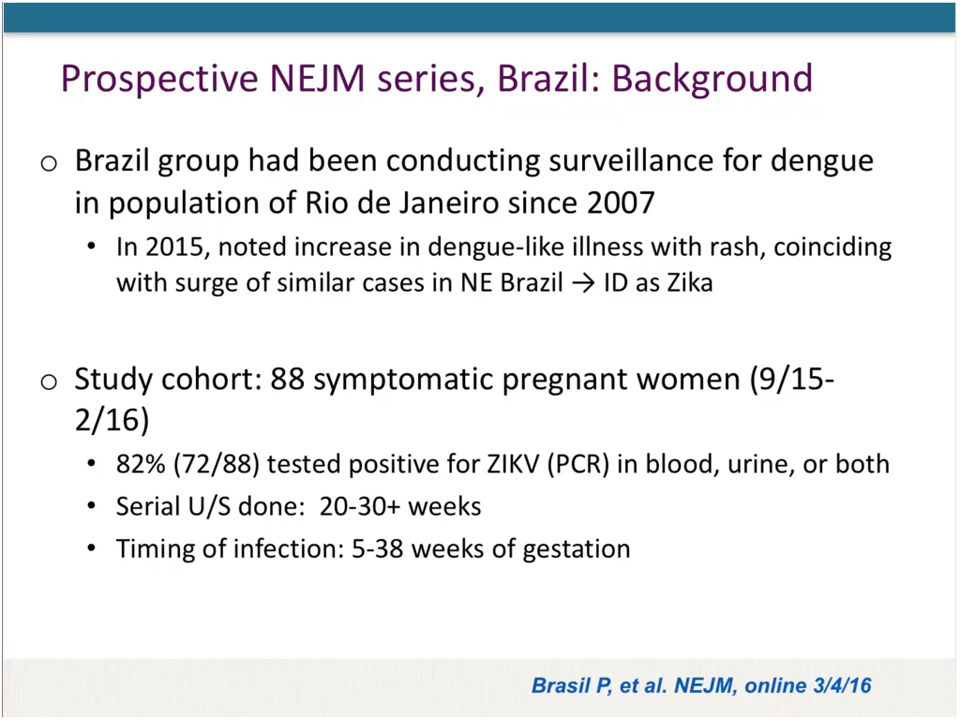 Prospective NEJM series, Brazil: Background
o Brazil group had been conducting surveillance for dengue
in population of Rio de Janeiro since 2007
• In 2015, noted increase in dengue-like illness with rash, coinciding
with surge of similar cases in NE Brazil → ID as Zika
o Study cohort: 88 symptomatic pregnant women (9/15-
2/16)
• 82% (72/88) tested positive for ZIKV (PCR) in blood, urine, or both
• Serial U/S done: 20-30+ weeks
• Timing of infection: 5-38 weeks of gestation
Brasil P, et al. NEJM, online 3/4/16